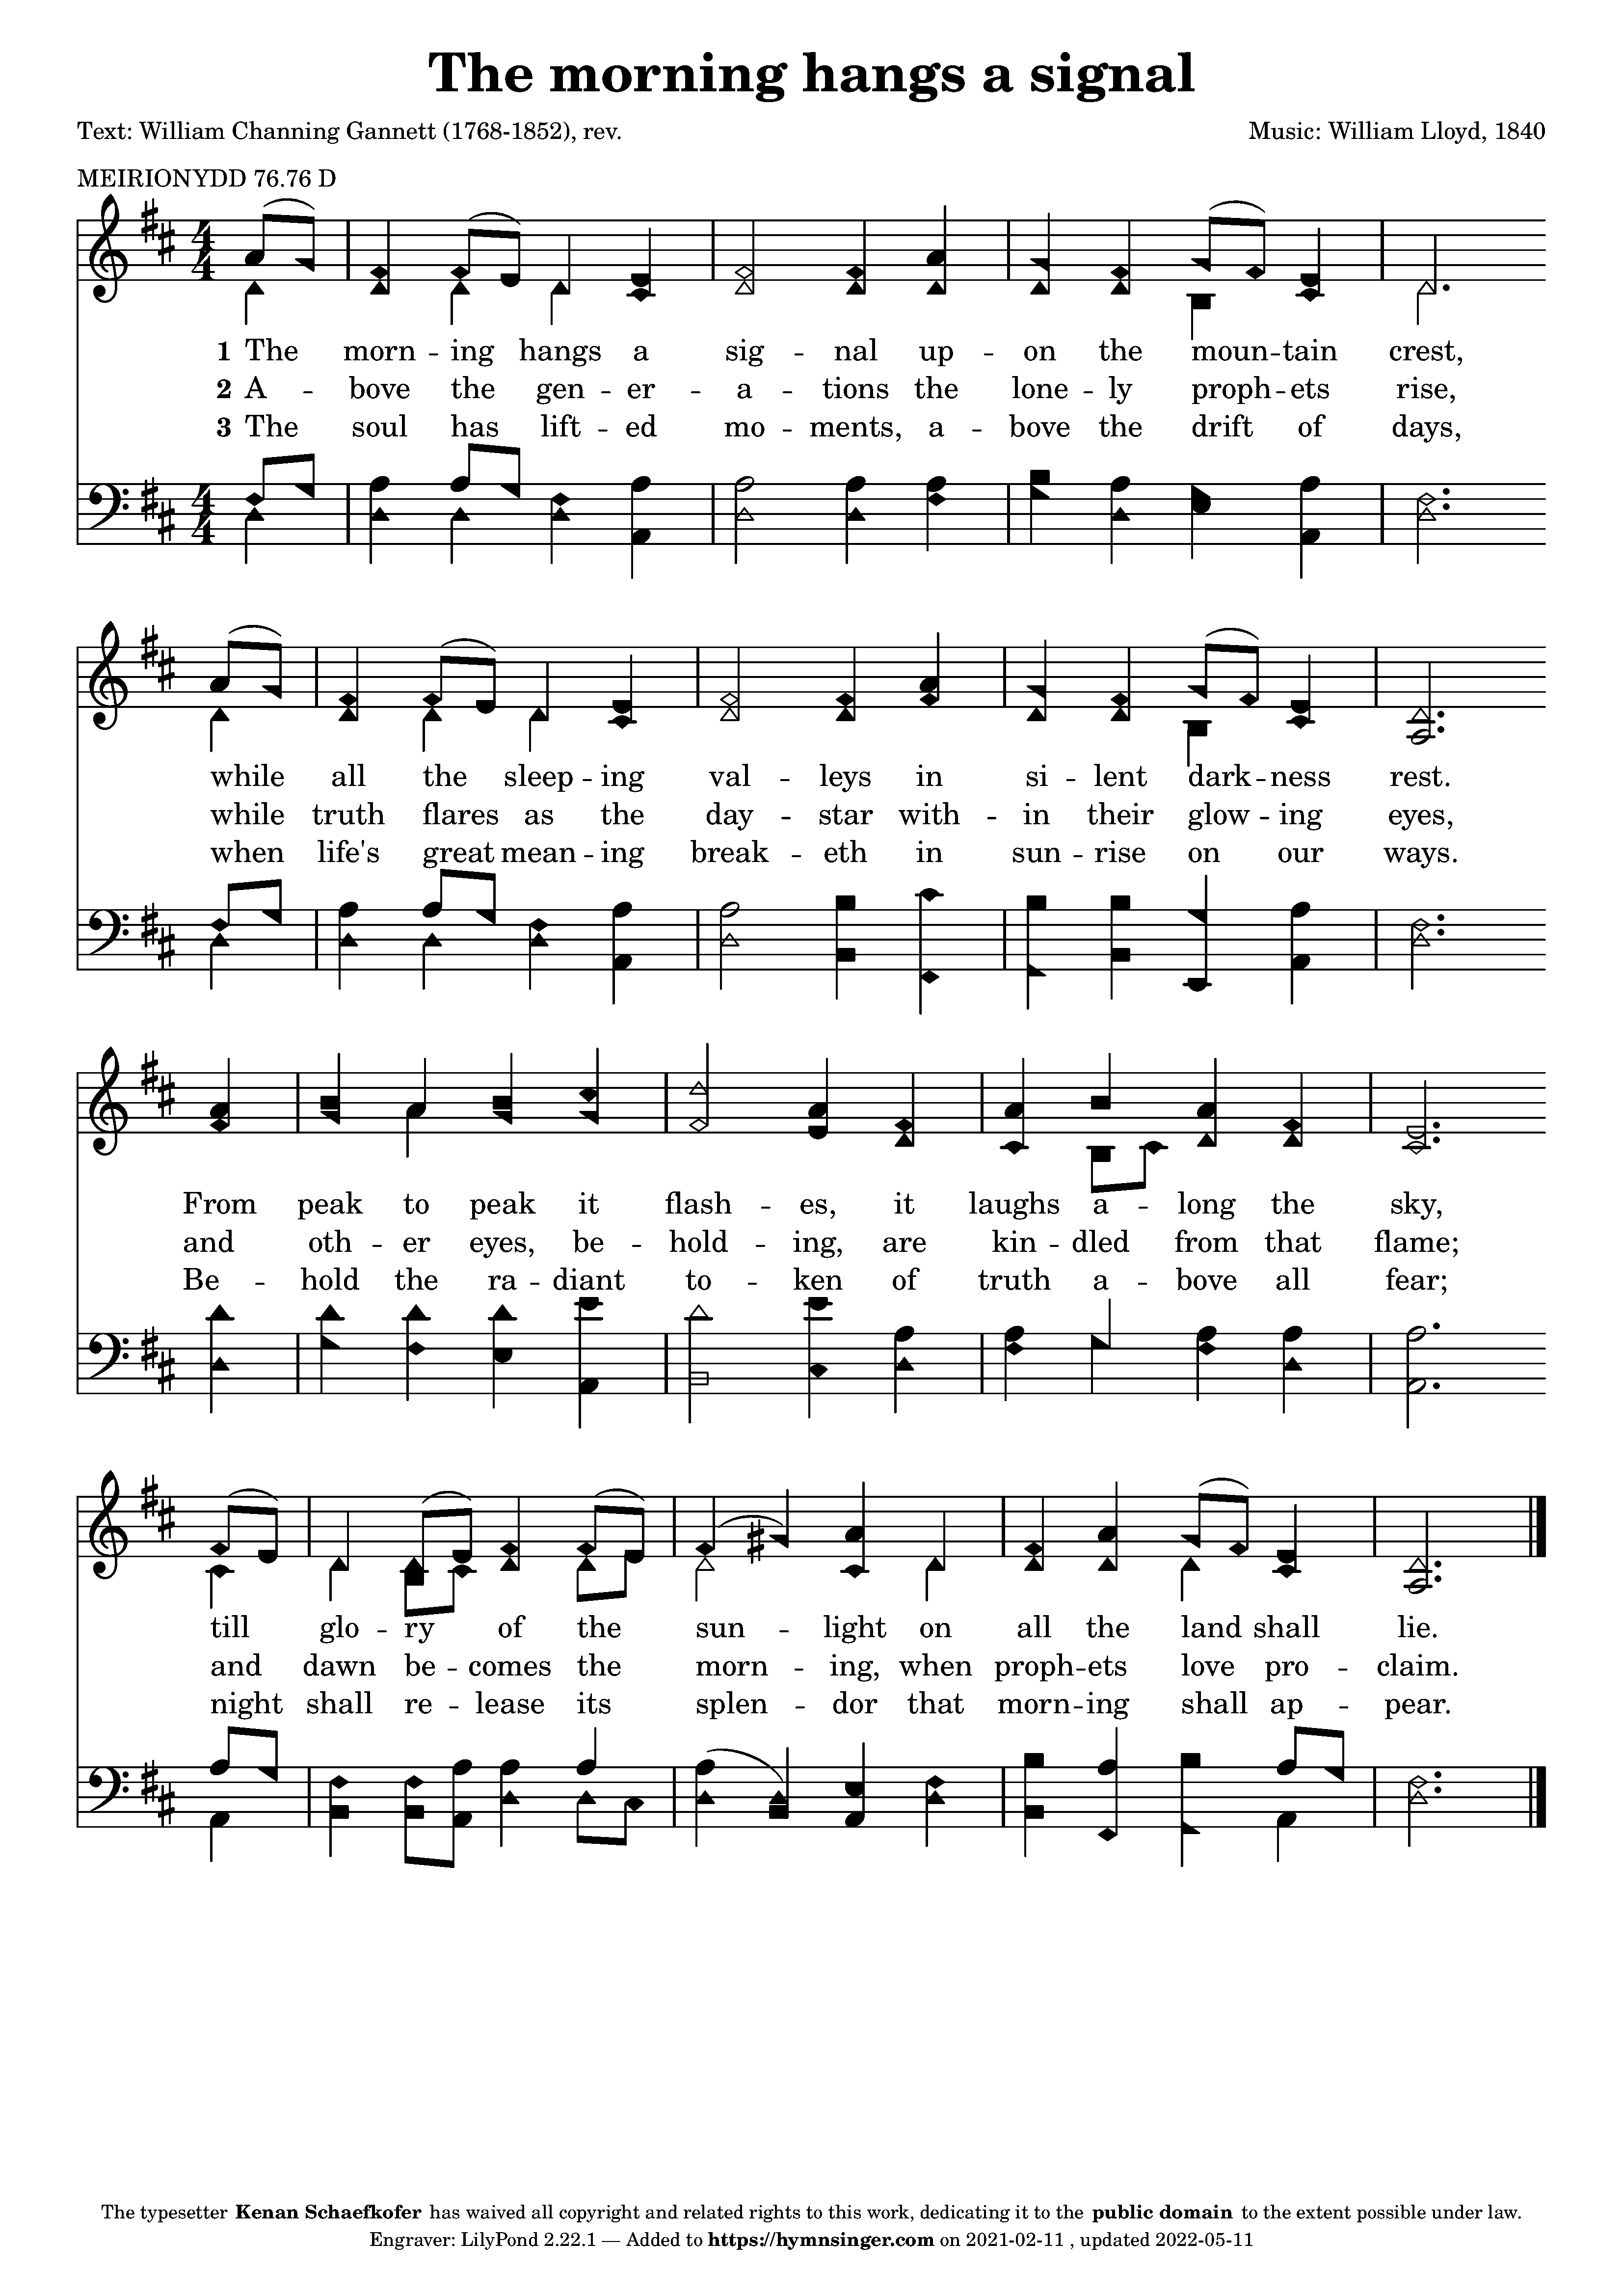 The morning hangs a signal
Text: William Channing Gannett (1768-1852), rev.
Music: William Lloyd, 1840
MEIRIONYDD 76.76 D
4 4
1 The morn - ing hangs a sig - nal up - on the moun - tain crest,
2 A - bove the gen - er - a - tions the lone - ly proph - ets rise,
3 The soul has lift - ed mo - ments, a - bove the drift of days,
4 4
while all the sleep - ing val - leys in si - lent dark - ness rest.
while truth flares as the day - star with - in their glow - ing eyes,
when life's great mean - ing break - eth in sun - rise on our ways.
From peak to peak it flash - es, it laughs a - long the sky,
and oth - er eyes, be - hold - ing, are kin - dled from that flame;
Be - hold the ra - diant to - ken of truth a - bove all fear;
till glo - ry of the sun - light on all the land shall lie.
and dawn be - comes the morn - ing, when proph - ets love pro - claim.
night shall re - lease its splen - dor that morn - ing shall ap - pear.
The typesetter Kenan Schaefkofer has waived all copyright and related rights to this work, dedicating it to the public domain to the extent possible under law.
Engraver: LilyPond 2.22.1 — Added to https://hymnsinger.com on 2021-02-11 , updated 2022-05-11